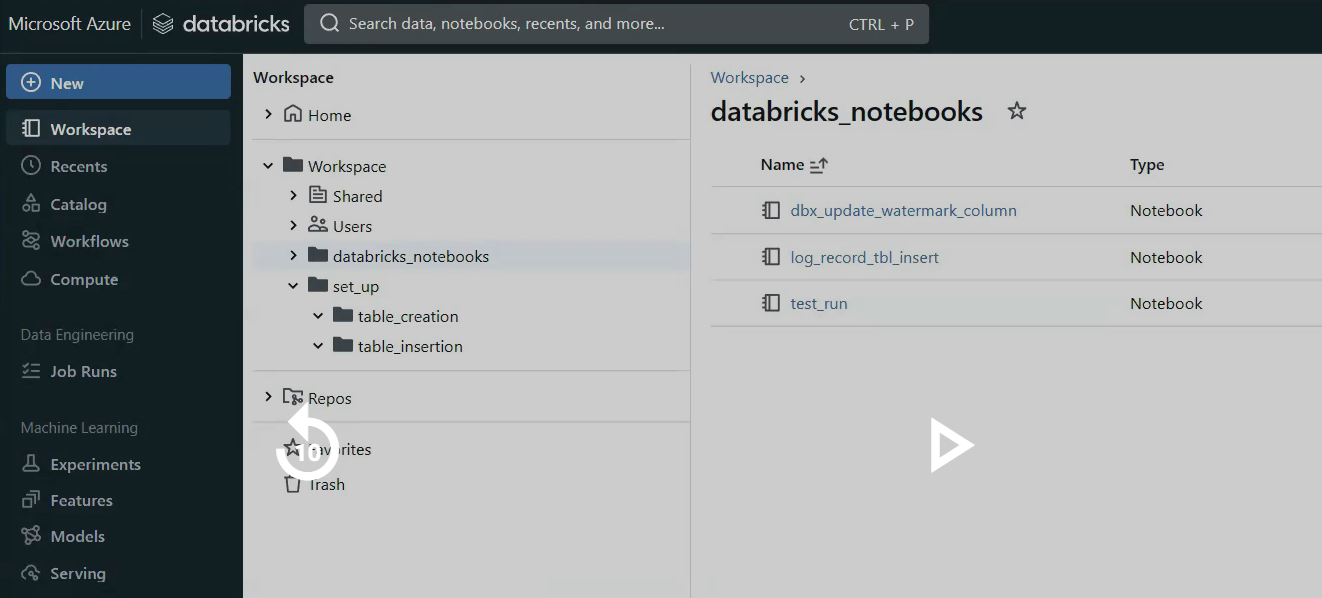 Microsoft Azure databricks Search data, notebooks, recents, and more... CTRL + P
New
Workspace
Recents
Catalog
Workflows
Compute
Data Engineering
Job Runs
Machine Learning
Experiments
Features
Models
Serving
Workspace
Home
Workspace
Shared
Users
databricks_notebooks
set_up
table_creation
table_insertion
Repos
Favorites
Trash
10
Workspace >
databricks_notebooks
Name Type
dbx_update_watermark_column Notebook
log_record_tbl_insert Notebook
test_run Notebook